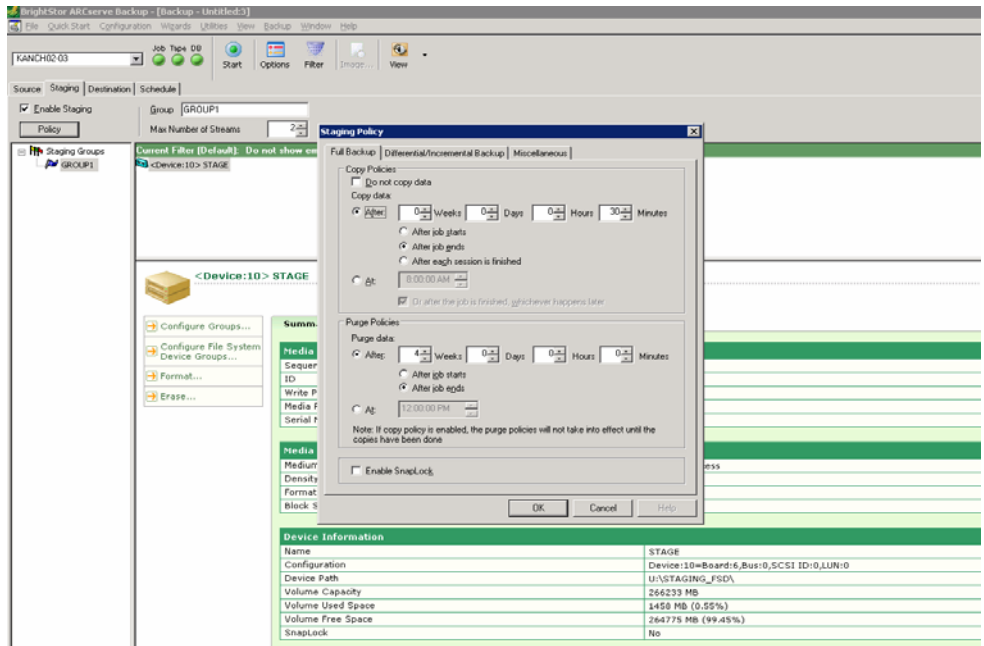 BrightStor ARCserve Backup - [Backup - Untitled:3]
File Quick Start Configuration Wizards Utilities View Backup Window Help
KANCH02-03
Job Tape DB
Start Options Filter Image... View
Source Staging Destination Schedule
Enable Staging
Group GROUP1
Policy
Max Number of Streams 2
Staging Groups
GROUP1
Current Filter (Default): Do not show em
<Device:10> STAGE
Staging Policy
Full Backup Differential/Incremental Backup Miscellaneous
Copy Policies
Do not copy data
Copy data:
After: 0 Weeks 0 Days 0 Hours 30 Minutes
After job starts
After job ends
After each session is finished
At: 8:00:00 AM
Or after the job is finished, whichever happens later
Purge Policies
Purge data:
After: 4 Weeks 0 Days 0 Hours 0 Minutes
After job starts
After job ends
At: 12:00:00 PM
Note: If copy policy is enabled, the purge policies will not take into effect until the
copies have been done
Enable SnapLock
OK Cancel Help
<Device:10> STAGE
Configure Groups...
Configure File System
Device Groups...
Format...
Erase...
Summ
Media
Sequen
ID
Write P
Media
Serial
Media
Medium
ess
Density
Format
Block S
Device Information
Name STAGE
Configuration Device:10=Board:6,Bus:0,SCSI ID:0,LUN:0
Device Path U:\STAGING_FSD\
Volume Capacity 266233 MB
Volume Used Space 1458 MB (0.55%)
Volume Free Space 264775 MB (99.45%)
SnapLock No